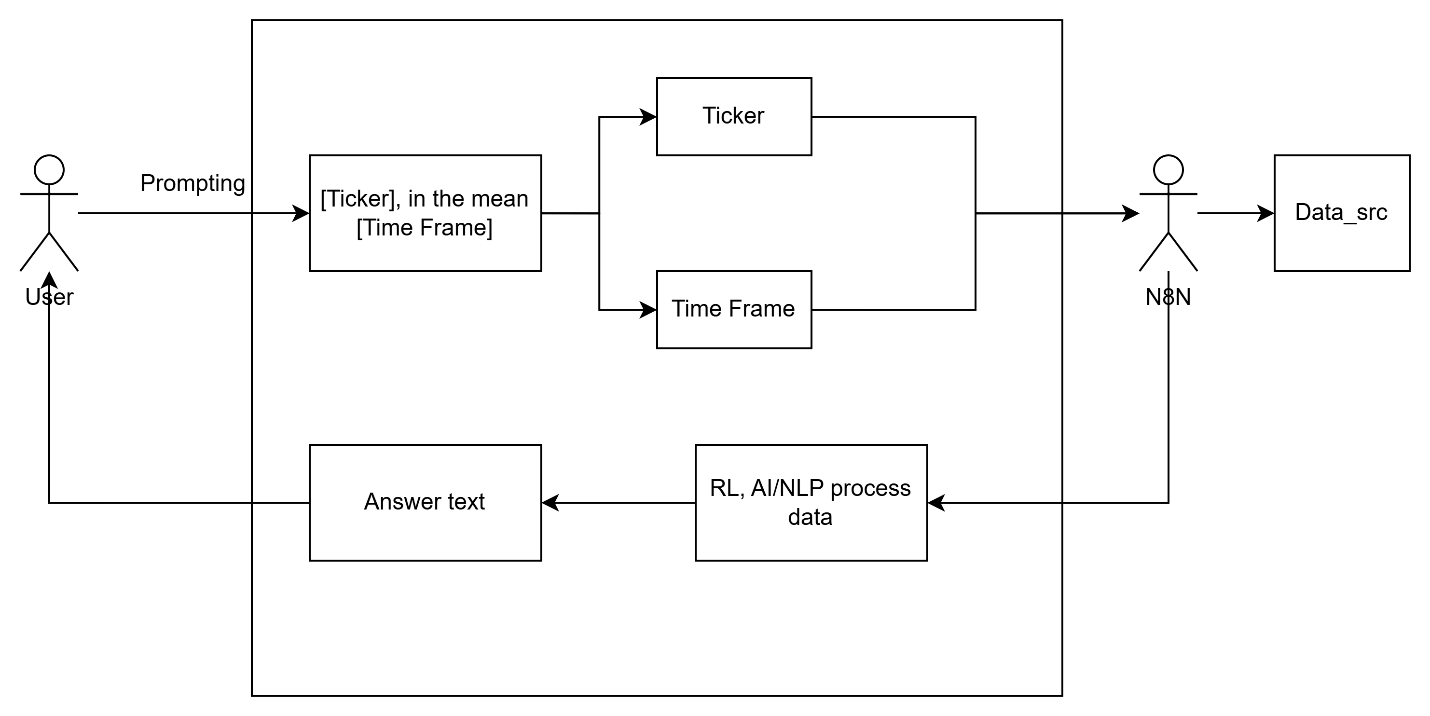 Ticker
Prompting
[Ticker], in the mean
[Time Frame]
Data_src
User
Time Frame
N8N
Answer text
RL, AI/NLP process
data